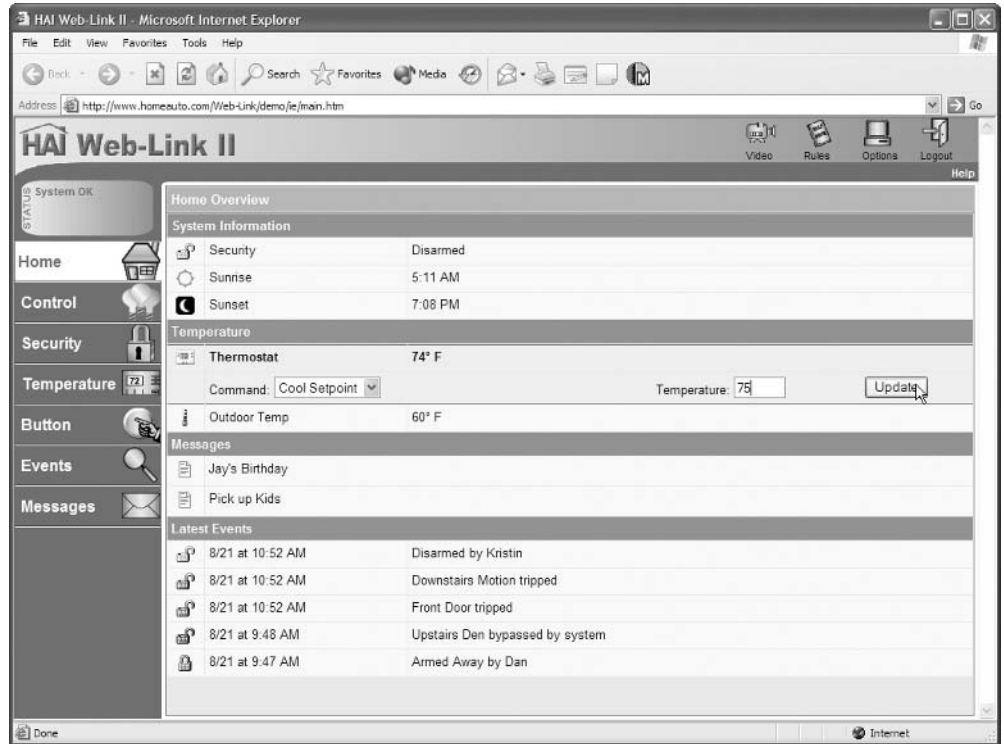 HAI Web-Link II - Microsoft Internet Explorer
File Edit View Favorites Tools Help
Back Search Favorites Media
Address http://www.homeauto.com/Web-Link/demo/ie/main.htm Go
HAI Web-Link II
Video Rules Options Logout
Help
STATUS
System OK
Home
Control
Security
Temperature 72
Button
Events
Messages
Home Overview
System Information
Security Disarmed
Sunrise 5:11 AM
Sunset 7:08 PM
Temperature
Thermostat 74° F
Command: Cool Setpoint Temperature: 75 Update
Outdoor Temp 60° F
Messages
Jay's Birthday
Pick up Kids
Latest Events
8/21 at 10:52 AM Disarmed by Kristin
8/21 at 10:52 AM Downstairs Motion tripped
8/21 at 10:52 AM Front Door tripped
8/21 at 9:48 AM Upstairs Den bypassed by system
8/21 at 9:47 AM Armed Away by Dan
Done Internet